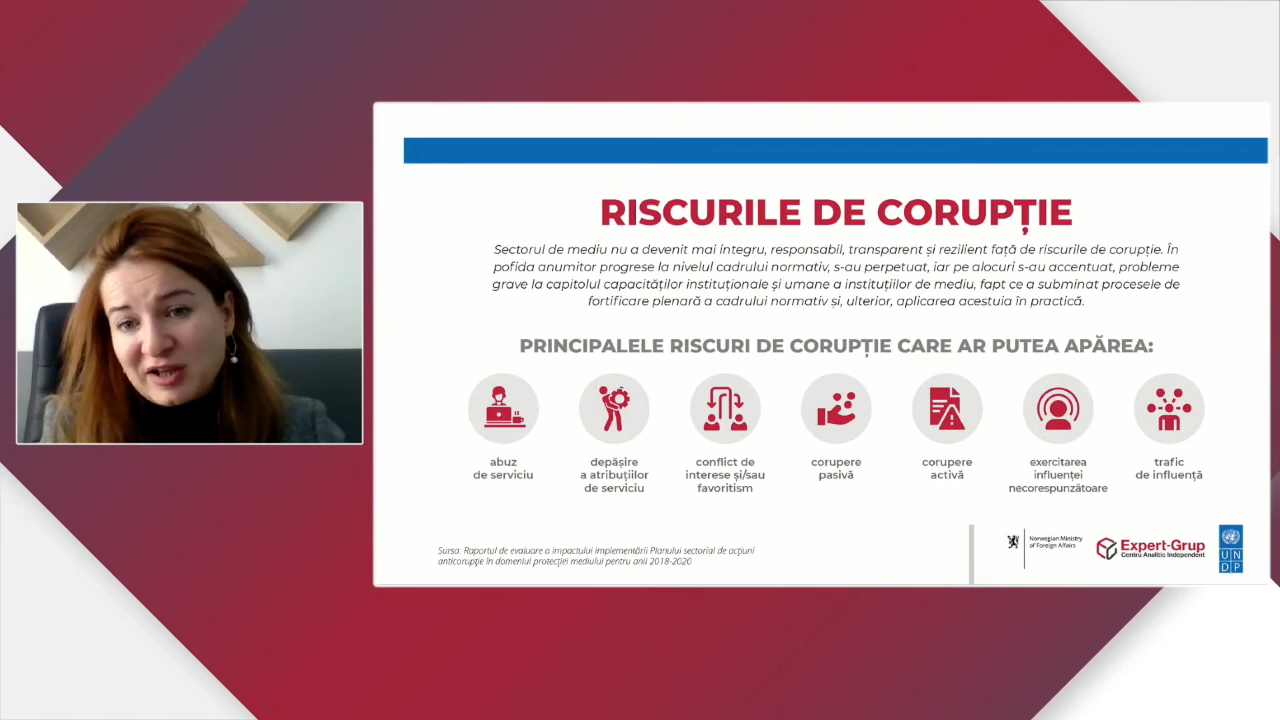 RISCURILE DE CORUPȚIE
Sectorul de mediu nu a devenit mai integru, responsabil, transparent și rezilient față de riscurile de corupție. În
pofida anumitor progrese la nivelul cadrului normativ, s-au perpetuat, iar pe alocuri s-au accentuat, probleme
grave la capitolul capacităților instituționale și umane a instituțiilor de mediu, fapt ce a subminat procesele de
fortificare plenară a cadrului normativ și, ulterior, aplicarea acestuia în practică.
PRINCIPALELE RISCURI DE CORUPȚIE CARE AR PUTEA APĂREA:
abuz
de serviciu
depășire
a atribuțiilor
de serviciu
conflict de
interese și/sau
favoritism
corupere
pasivă
corupere
activă
exercitarea
influenței
necorespunzătoare
trafic
de influență
Sursa: Raportul de evaluare a impactului implementării Planului sectorial de acțiuni
anticorupție în domeniul protecției mediului pentru anii 2018-2020
Norwegian Ministry
of Foreign Affairs
Expert-Grup
Centru Analitic Independent
U N
D P